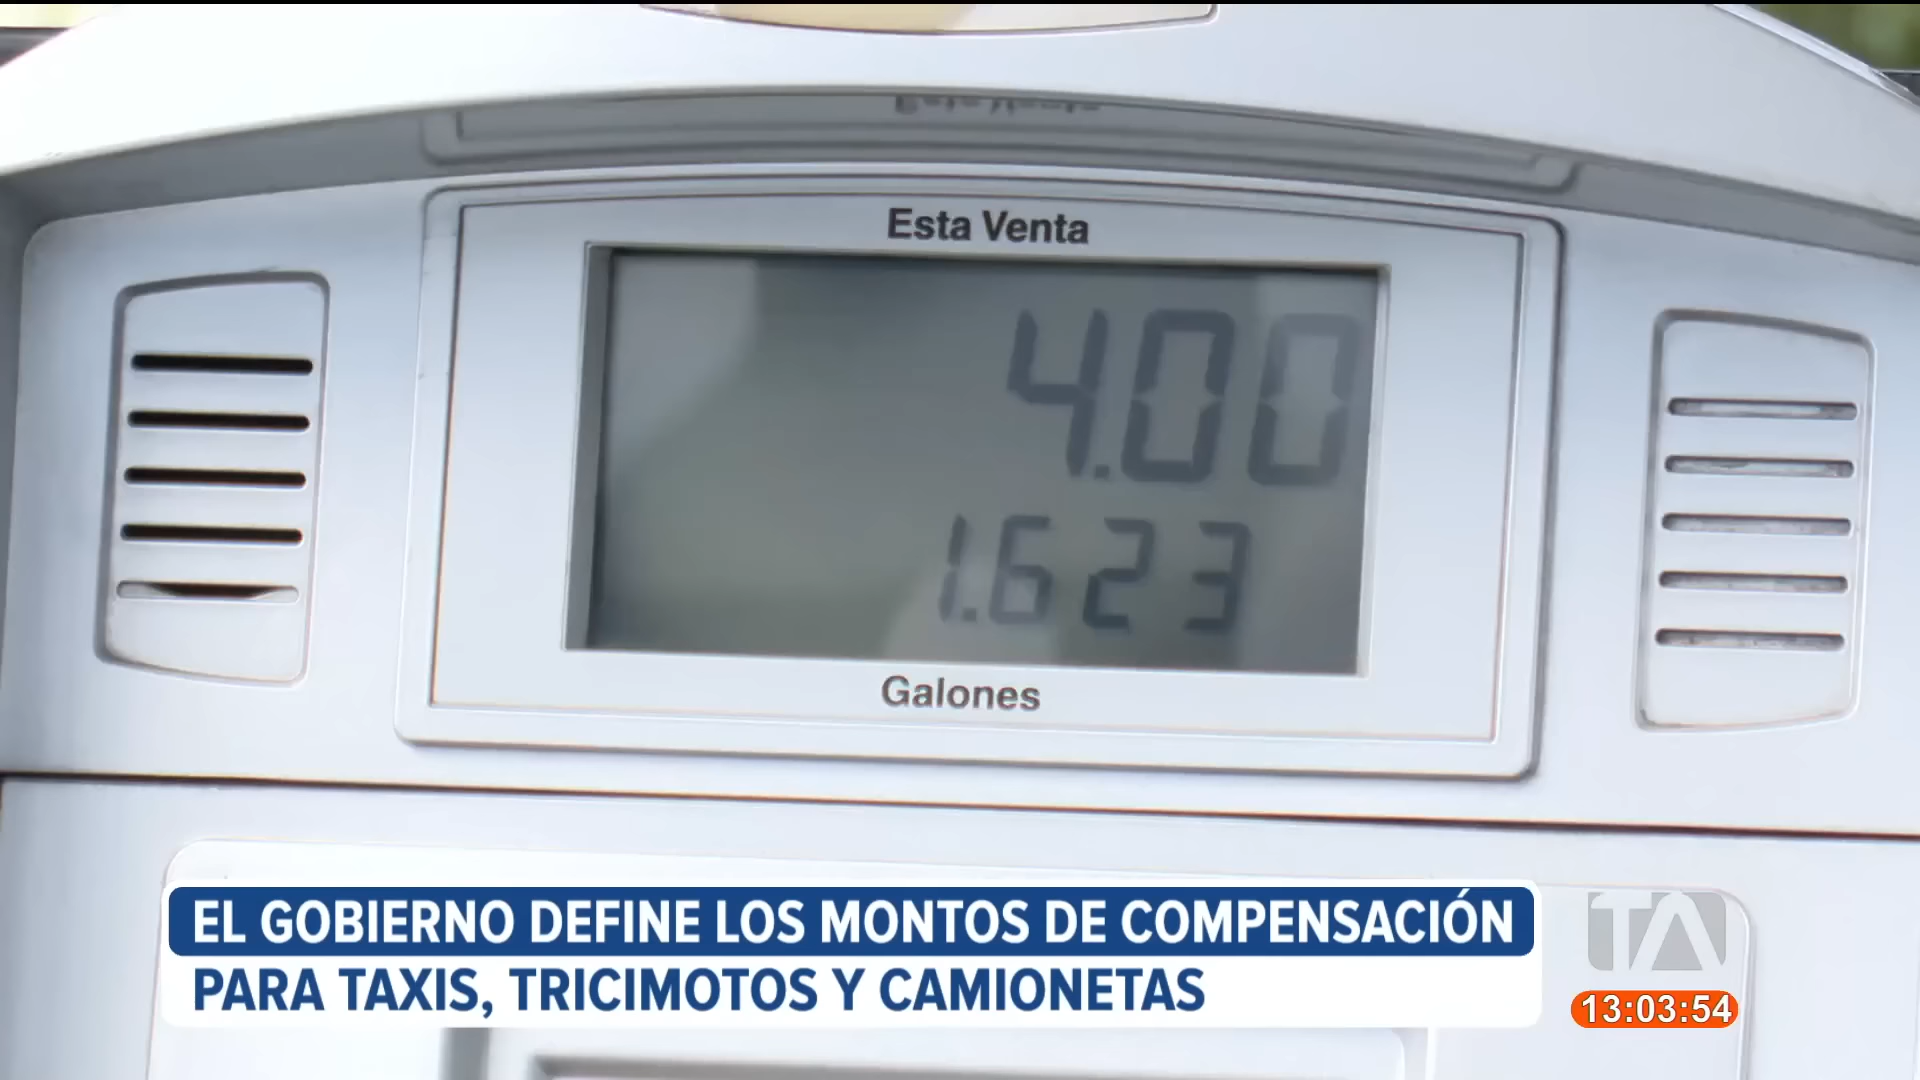 Esta Venta
4.00
1.623
Galones
EL GOBIERNO DEFINE LOS MONTOS DE COMPENSACIÓN
PARA TAXIS, TRICIMOTOS Y CAMIONETAS
TA
13:03:54